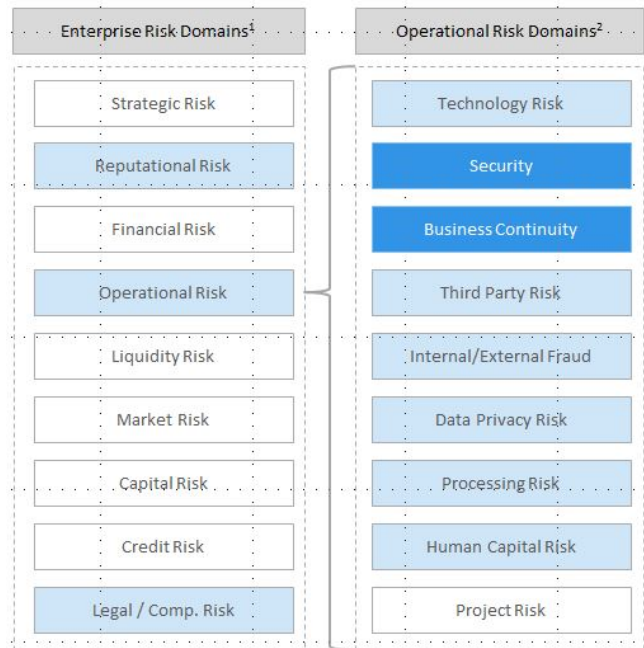 Enterprise Risk Domains¹
Operational Risk Domains²
Strategic Risk
Reputational Risk
Financial Risk
Operational Risk
Liquidity Risk
Market Risk
Capital Risk
Credit Risk
Legal / Comp. Risk
Technology Risk
Security
Business Continuity
Third Party Risk
Internal/External Fraud
Data Privacy Risk
Processing Risk
Human Capital Risk
Project Risk